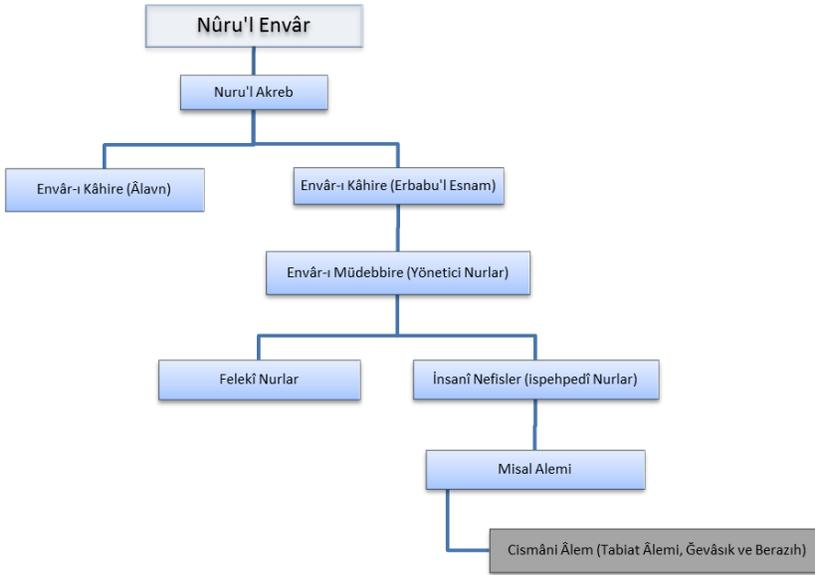 Nûru'l Envâr
Nuru'l Akreb
Envâr-ı Kâhire (Âlavn)
Envâr-ı Kâhire (Erbabu'l Esnam)
Envâr-ı Müdebbire (Yönetici Nurlar)
Felekî Nurlar
İnsanî Nefisler (ispehpedî Nurlar)
Misal Alemi
Cismâni Âlem (Tabiat Âlemi, Ğevâsık ve Berazıh)